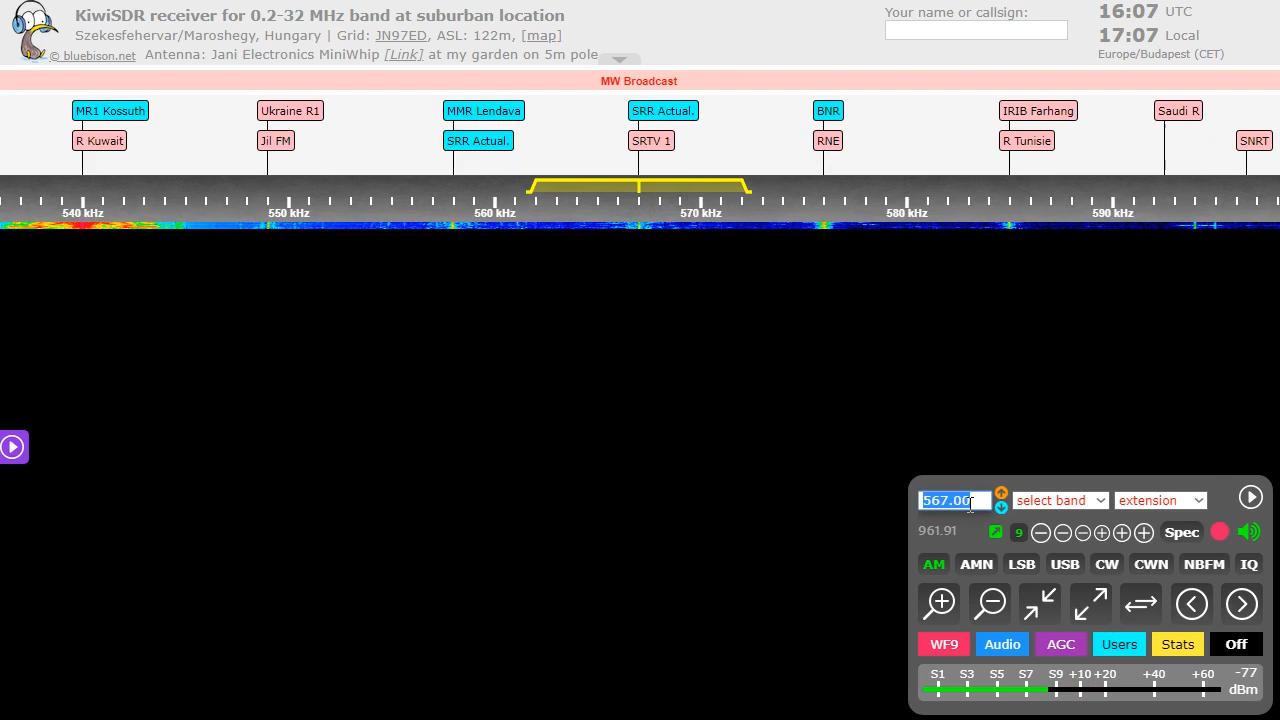 KiwiSDR receiver for 0.2-32 MHz band at suburban location
Szekesfehervar/Maroshegy, Hungary | Grid: JN97ED, ASL: 122m, [map]
© bluebison.net Antenna: Jani Electronics MiniWhip [Link] at my garden on 5m pole
Your name or callsign:
16:07 UTC
17:07 Local
Europe/Budapest (CET)
MW Broadcast
MR1 Kossuth Ukraine R1 MMR Lendava SRR Actual. BNR IRIB Farhang Saudi R
R Kuwait Jil FM SRR Actual. SRTV 1 RNE R Tunisie SNRT
540 kHz 550 kHz 560 kHz 570 kHz 580 kHz 590 kHz
567.00 select band extension
961.91 9 Spec
AM AMN LSB USB CW CWN NBFM IQ
WF9 Audio AGC Users Stats Off
S1 S3 S5 S7 S9 +10 +20 +40 +60 -77
dBm